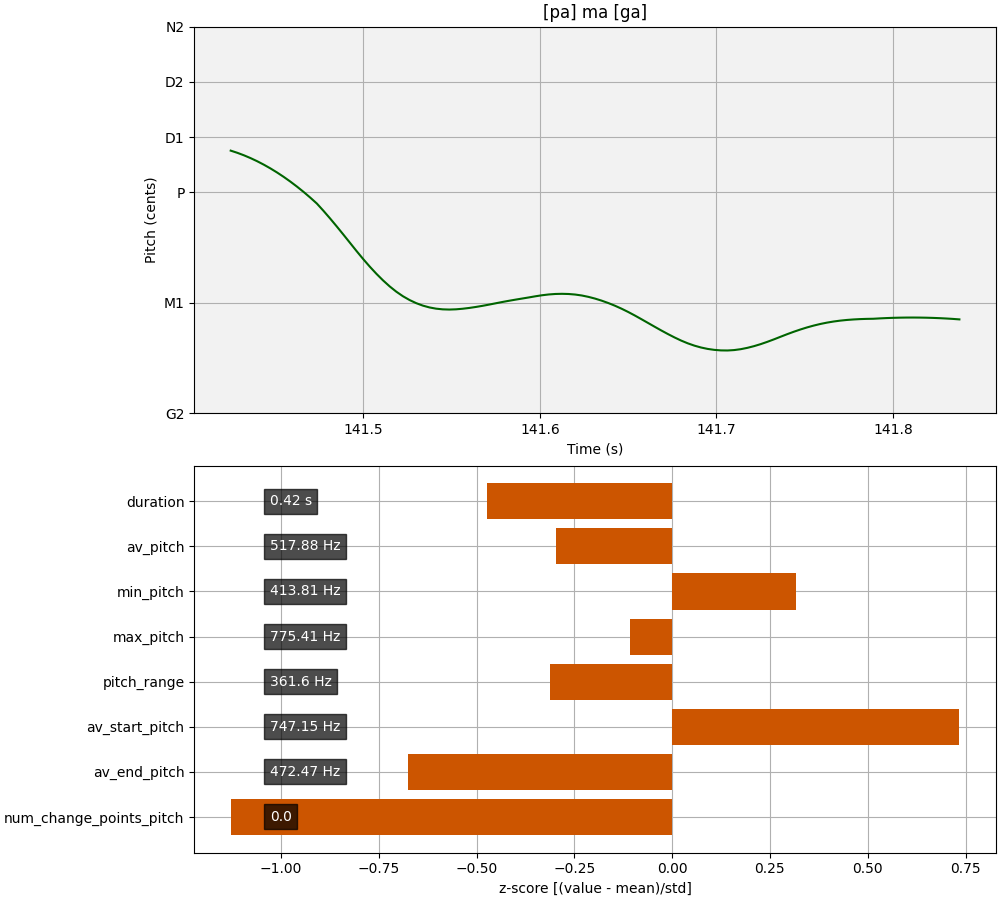 [pa] ma [ga]
N2
D2
D1
P
M1
G2
Pitch (cents)
141.5 141.6 141.7 141.8
Time (s)
duration 0.42 s
av_pitch 517.88 Hz
min_pitch 413.81 Hz
max_pitch 775.41 Hz
pitch_range 361.6 Hz
av_start_pitch 747.15 Hz
av_end_pitch 472.47 Hz
num_change_points_pitch 0.0
−1.00 −0.75 −0.50 −0.25 0.00 0.25 0.50 0.75
z-score [(value - mean)/std]